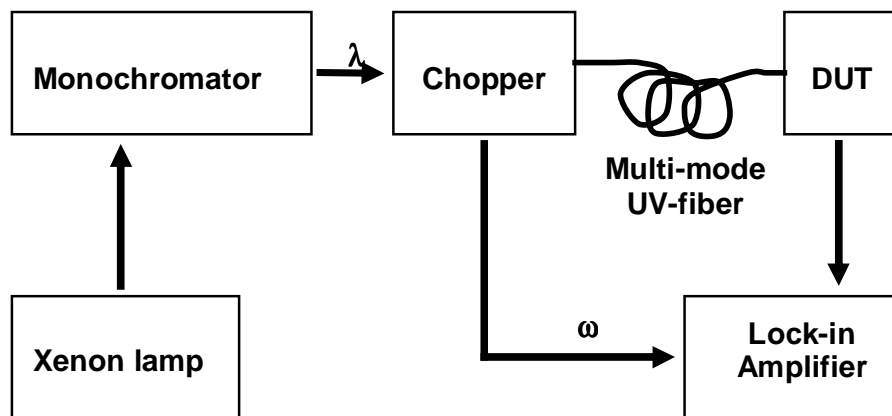 Monochromator
λ
Chopper
DUT
Multi-mode
UV-fiber
Xenon lamp
ω
Lock-in
Amplifier